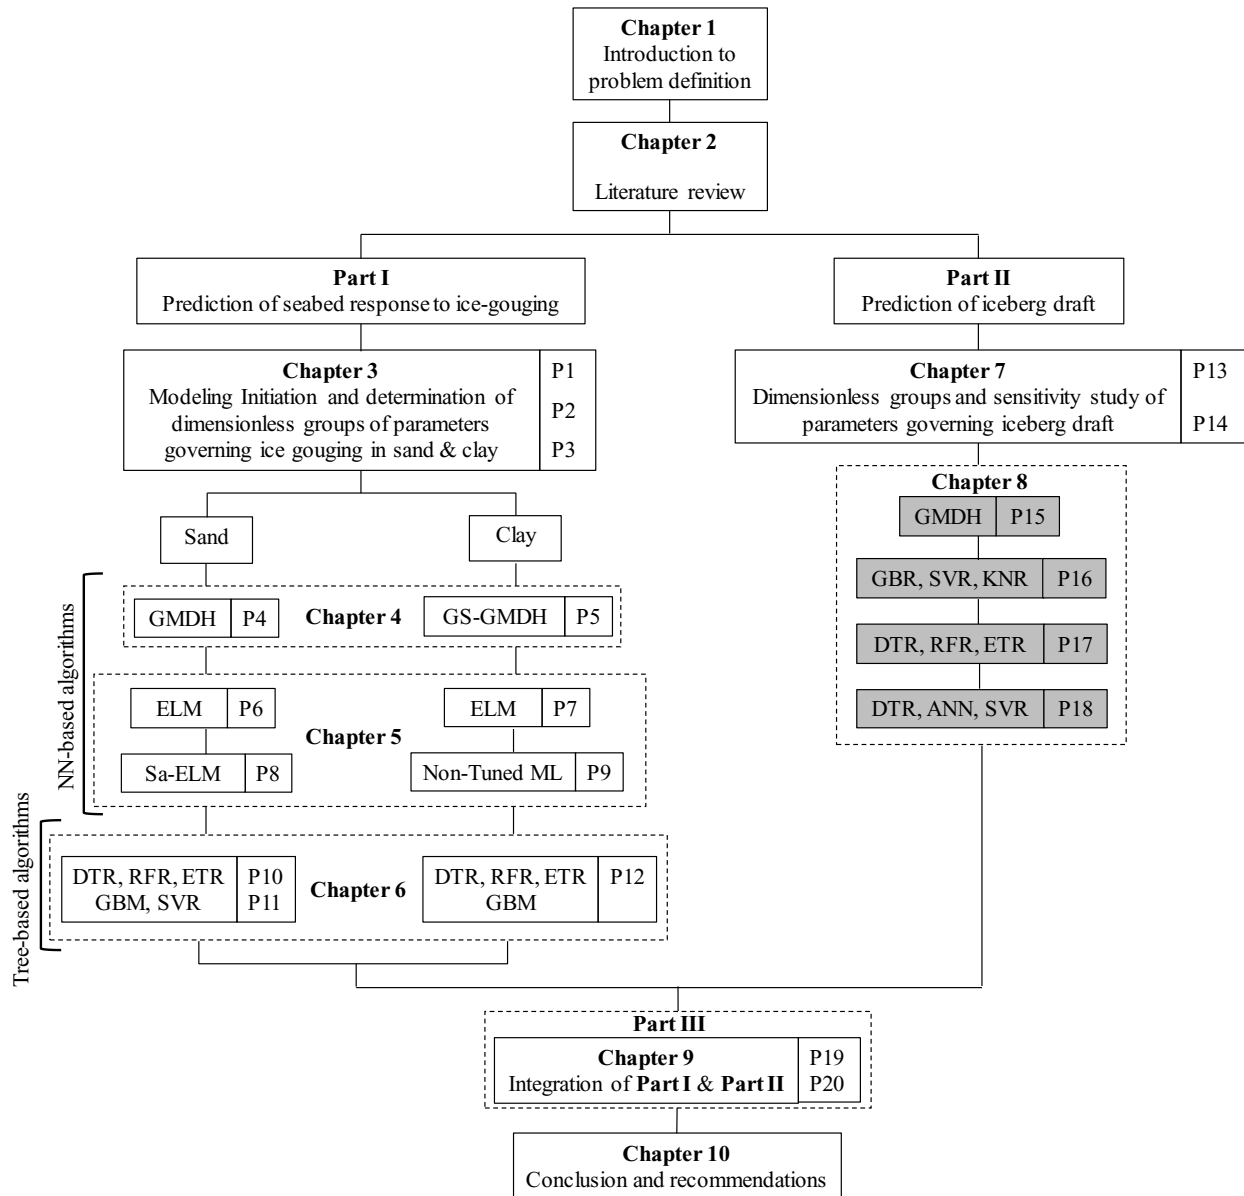 Chapter 1
Introduction to
problem definition
Chapter 2
Literature review
Part I
Prediction of seabed response to ice-gouging
Part II
Prediction of iceberg draft
Chapter 3
Modeling Initiation and determination of
dimensionless groups of parameters
governing ice gouging in sand & clay
P1
P2
P3
Chapter 7
Dimensionless groups and sensitivity study of
parameters governing iceberg draft
P13
P14
Sand
Clay
NN-based algorithms
GMDH P4
Chapter 4
GS-GMDH P5
ELM P6
Sa-ELM P8
Chapter 5
ELM P7
Non-Tuned ML P9
Tree-based algorithms
DTR, RFR, ETR P10
GBM, SVR P11
Chapter 6
DTR, RFR, ETR P12
GBM
Chapter 8
GMDH P15
GBR, SVR, KNR P16
DTR, RFR, ETR P17
DTR, ANN, SVR P18
Part III
Chapter 9
Integration of Part I & Part II
P19
P20
Chapter 10
Conclusion and recommendations